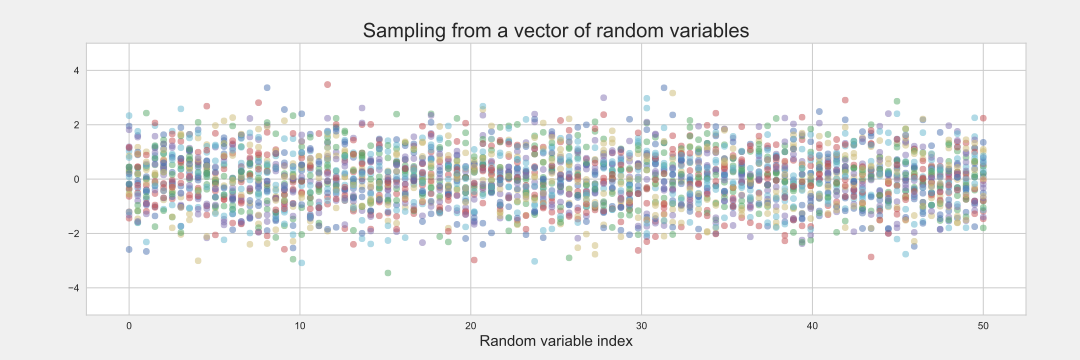 Sampling from a vector of random variables
4
2
0
−2
−4
0 10 20 30 40 50
Random variable index